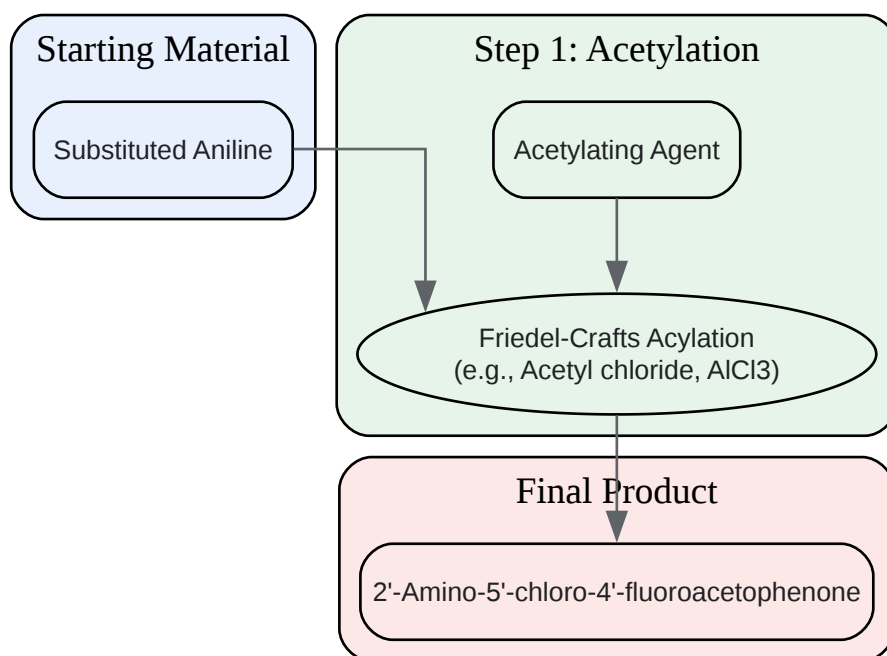 Starting Material
Substituted Aniline
Step 1: Acetylation
Acetylating Agent
Friedel-Crafts Acylation
(e.g., Acetyl chloride, AlCl3)
Final Product
2'-Amino-5'-chloro-4'-fluoroacetophenone